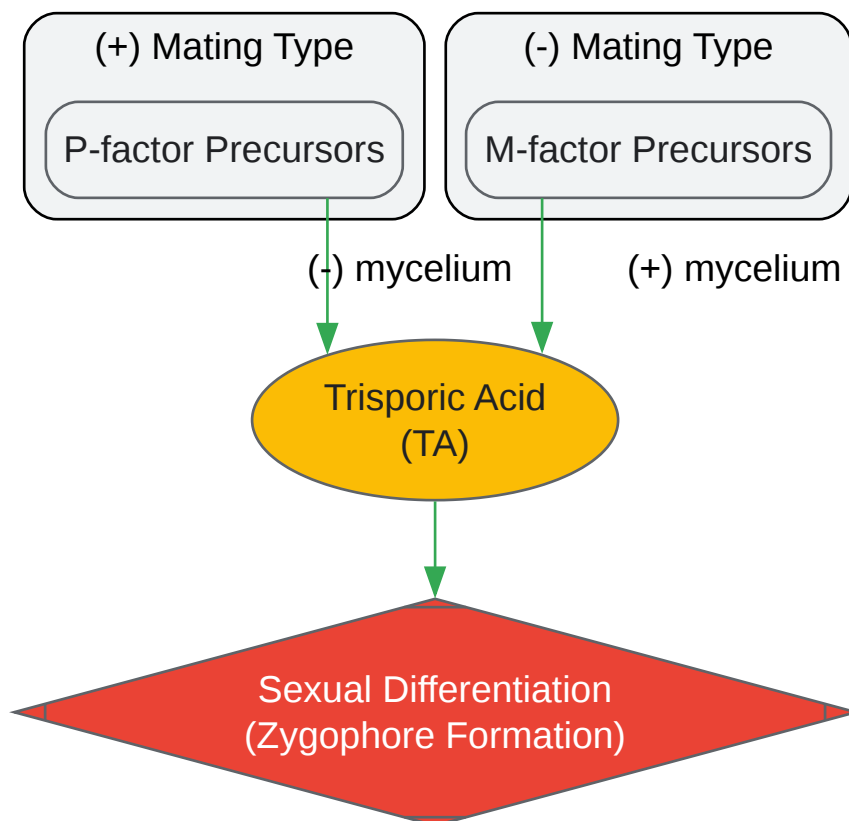 (+) Mating Type
(-) Mating Type
P-factor Precursors
M-factor Precursors
(-) mycelium
(+) mycelium
Trisporic Acid
(TA)
Sexual Differentiation
(Zygophore Formation)